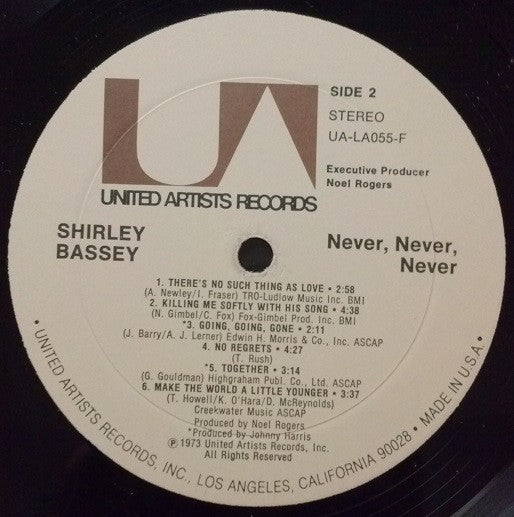 UA
UNITED ARTISTS RECORDS
SIDE 2
STEREO
UA-LA055-F
Executive Producer
Noel Rogers
SHIRLEY
BASSEY
Never, Never,
Never
1. THERE'S NO SUCH THING AS LOVE • 2:58
(A. Newley/I. Fraser) TRO-Ludlow Music Inc. BMI
2. KILLING ME SOFTLY WITH HIS SONG • 4:38
(N. Gimbel/C. Fox) Fox-Gimbel Prod. Inc. BMI
*3. GOING, GOING, GONE • 2:11
(J. Barry/A. J. Lerner) Edwin H. Morris & Co., Inc. ASCAP
4. NO REGRETS • 4:27
(T. Rush)
*5. TOGETHER • 3:14
(G. Gouldman) Highgraham Publ. Co., Ltd. ASCAP
6. MAKE THE WORLD A LITTLE YOUNGER • 3:37
(T. Howell/K. O'Hara/D. McReynolds)
Creekwater Music ASCAP
Produced by Noel Rogers
*Produced by Johnny Harris
℗ 1973 United Artists Records, Inc.
All Rights Reserved
• UNITED ARTISTS RECORDS, INC., LOS ANGELES, CALIFORNIA 90028 • MADE IN U.S.A. •